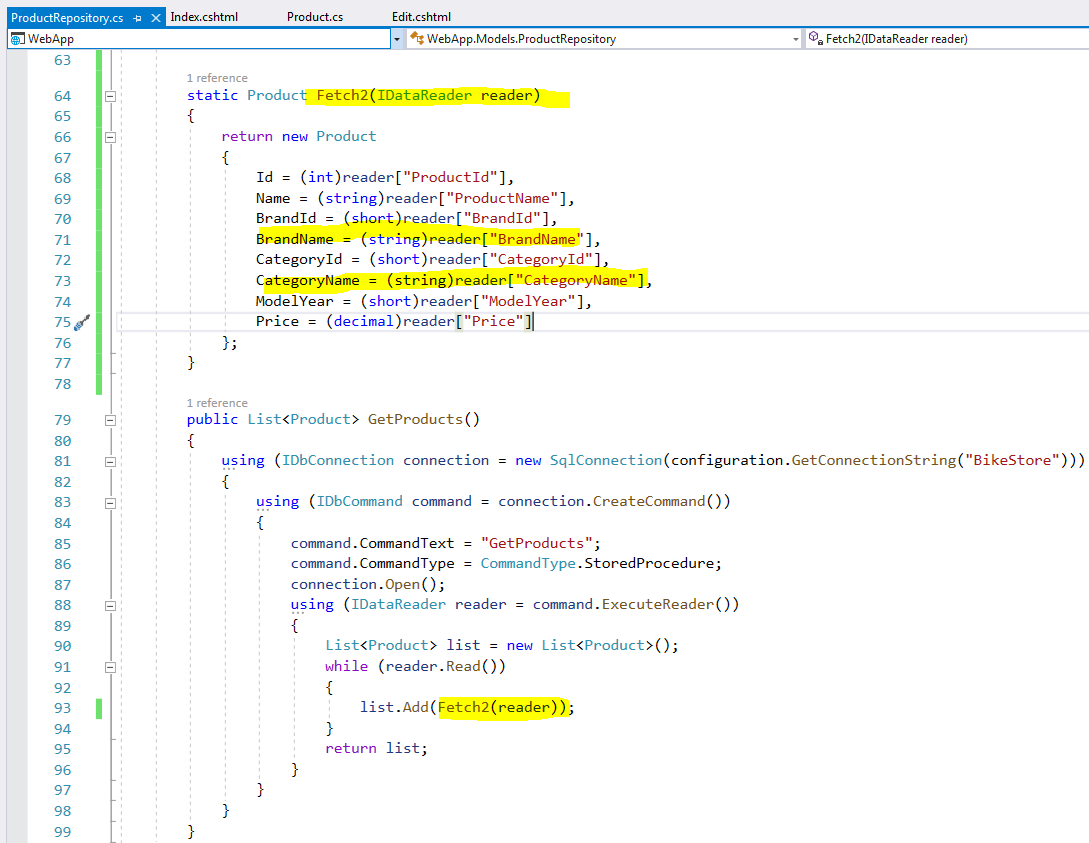 ProductRepository.cs Index.cshtml Product.cs Edit.cshtml
WebApp WebApp.Models.ProductRepository Fetch2(IDataReader reader)
63
1 reference
64 static Product Fetch2(IDataReader reader)
65 {
66 return new Product
67 {
68 Id = (int)reader["ProductId"],
69 Name = (string)reader["ProductName"],
70 BrandId = (short)reader["BrandId"],
71 BrandName = (string)reader["BrandName"],
72 CategoryId = (short)reader["CategoryId"],
73 CategoryName = (string)reader["CategoryName"],
74 ModelYear = (short)reader["ModelYear"],
75 Price = (decimal)reader["Price"]
76 };
77 }
78
1 reference
79 public List<Product> GetProducts()
80 {
81 using (IDbConnection connection = new SqlConnection(configuration.GetConnectionString("BikeStore")))
82 {
83 using (IDbCommand command = connection.CreateCommand())
84 {
85 command.CommandText = "GetProducts";
86 command.CommandType = CommandType.StoredProcedure;
87 connection.Open();
88 using (IDataReader reader = command.ExecuteReader())
89 {
90 List<Product> list = new List<Product>();
91 while (reader.Read())
92 {
93 list.Add(Fetch2(reader));
94 }
95 return list;
96 }
97 }
98 }
99 }